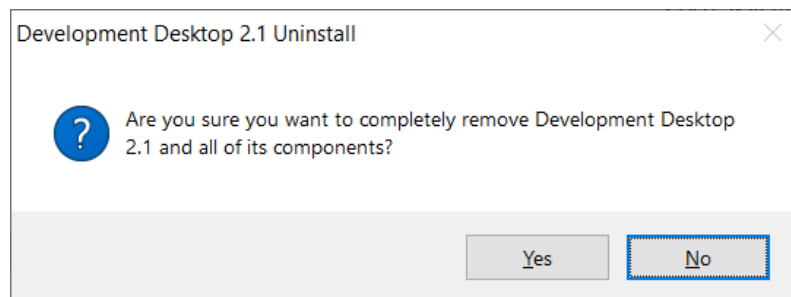 Development Desktop 2.1 Uninstall
Are you sure you want to completely remove Development Desktop
2.1 and all of its components?
Yes
No